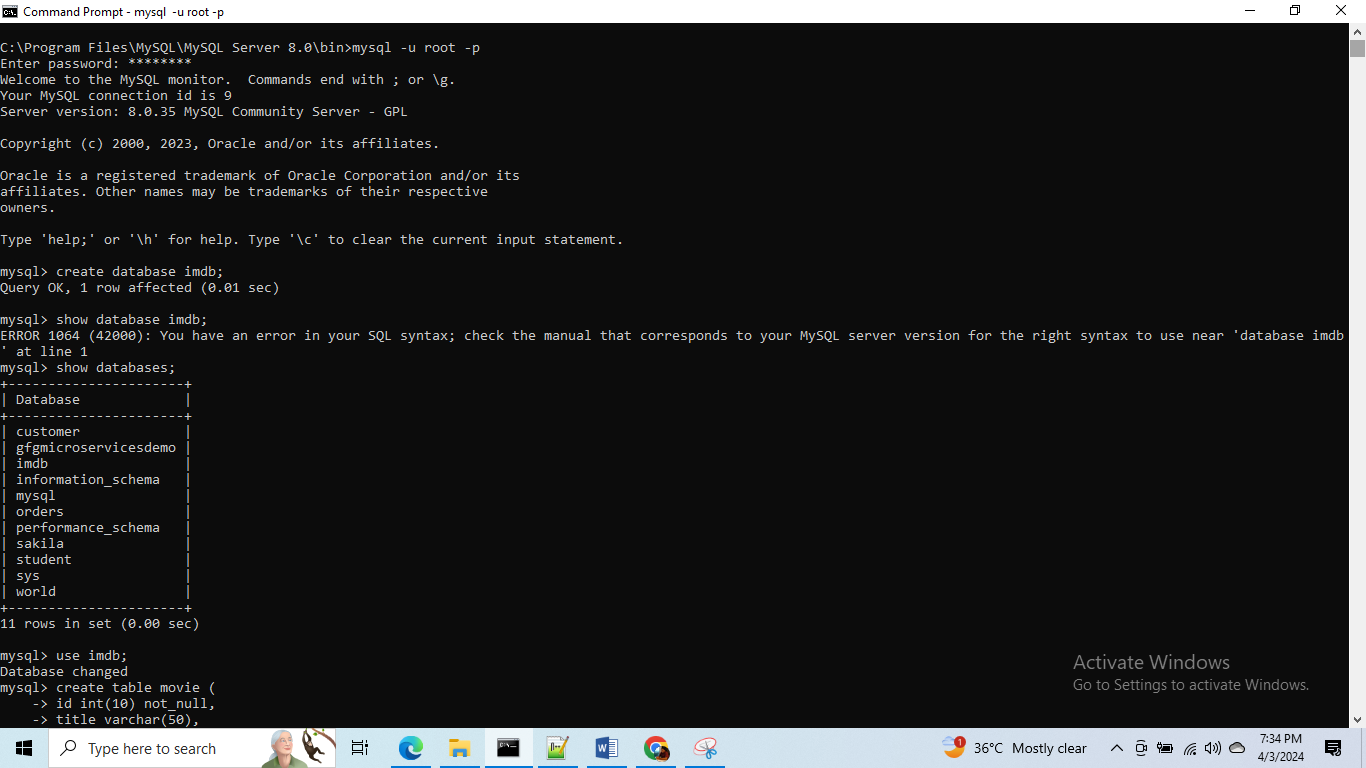 Command Prompt - mysql -u root -p
C:\Program Files\MySQL\MySQL Server 8.0\bin>mysql -u root -p
Enter password: ********
Welcome to the MySQL monitor.  Commands end with ; or \g.
Your MySQL connection id is 9
Server version: 8.0.35 MySQL Community Server - GPL
Copyright (c) 2000, 2023, Oracle and/or its affiliates.
Oracle is a registered trademark of Oracle Corporation and/or its
affiliates. Other names may be trademarks of their respective
owners.
Type 'help;' or '\h' for help. Type '\c' to clear the current input statement.
mysql> create database imdb;
Query OK, 1 row affected (0.01 sec)
mysql> show database imdb;
ERROR 1064 (42000): You have an error in your SQL syntax; check the manual that corresponds to your MySQL server version for the right syntax to use near 'database imdb
' at line 1
mysql> show databases;
+----------------------+
| Database             |
+----------------------+
| customer             |
| gfgmicroservicesdemo |
| imdb                 |
| information_schema   |
| mysql                |
| orders               |
| performance_schema   |
| sakila               |
| student              |
| sys                  |
| world                |
+----------------------+
11 rows in set (0.00 sec)
mysql> use imdb;
Database changed
mysql> create table movie (
    -> id int(10) not_null,
    -> title varchar(50),
Activate Windows
Go to Settings to activate Windows.
Type here to search
1
36°C Mostly clear
7:34 PM
4/3/2024